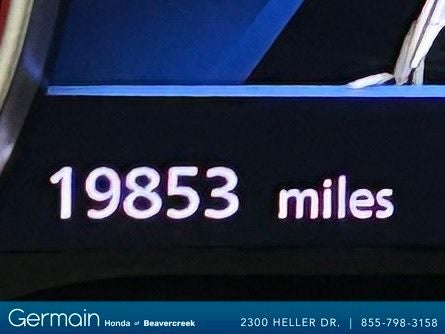 19853 miles
Germain Honda of Beavercreek 2300 HELLER DR. | 855-798-3158